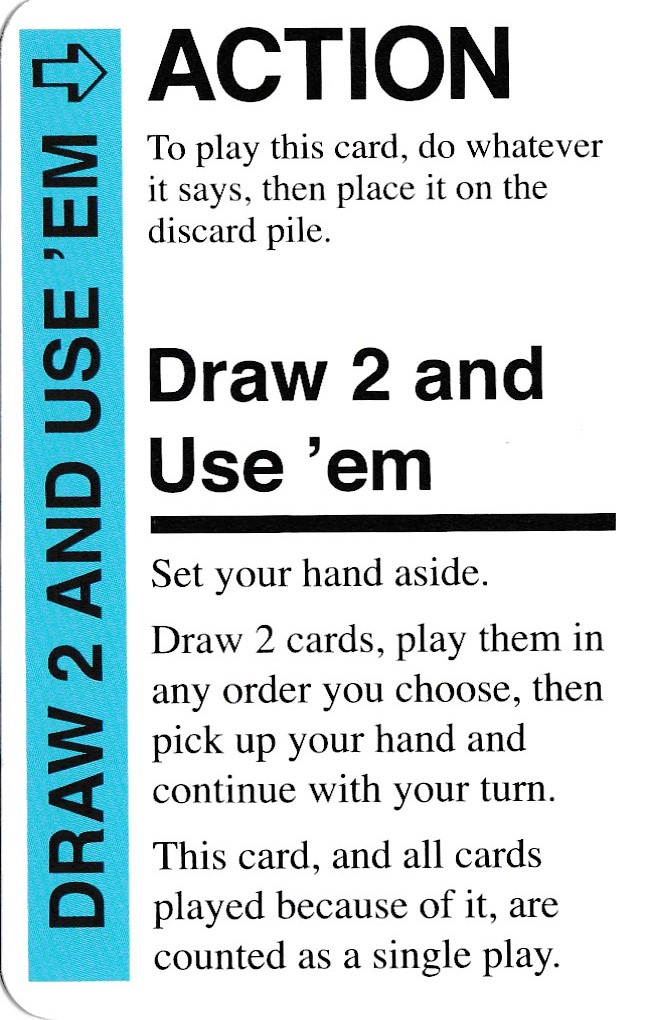 DRAW 2 AND USE ’EM
ACTION
To play this card, do whatever
it says, then place it on the
discard pile.
Draw 2 and
Use ’em
Set your hand aside.
Draw 2 cards, play them in
any order you choose, then
pick up your hand and
continue with your turn.
This card, and all cards
played because of it, are
counted as a single play.